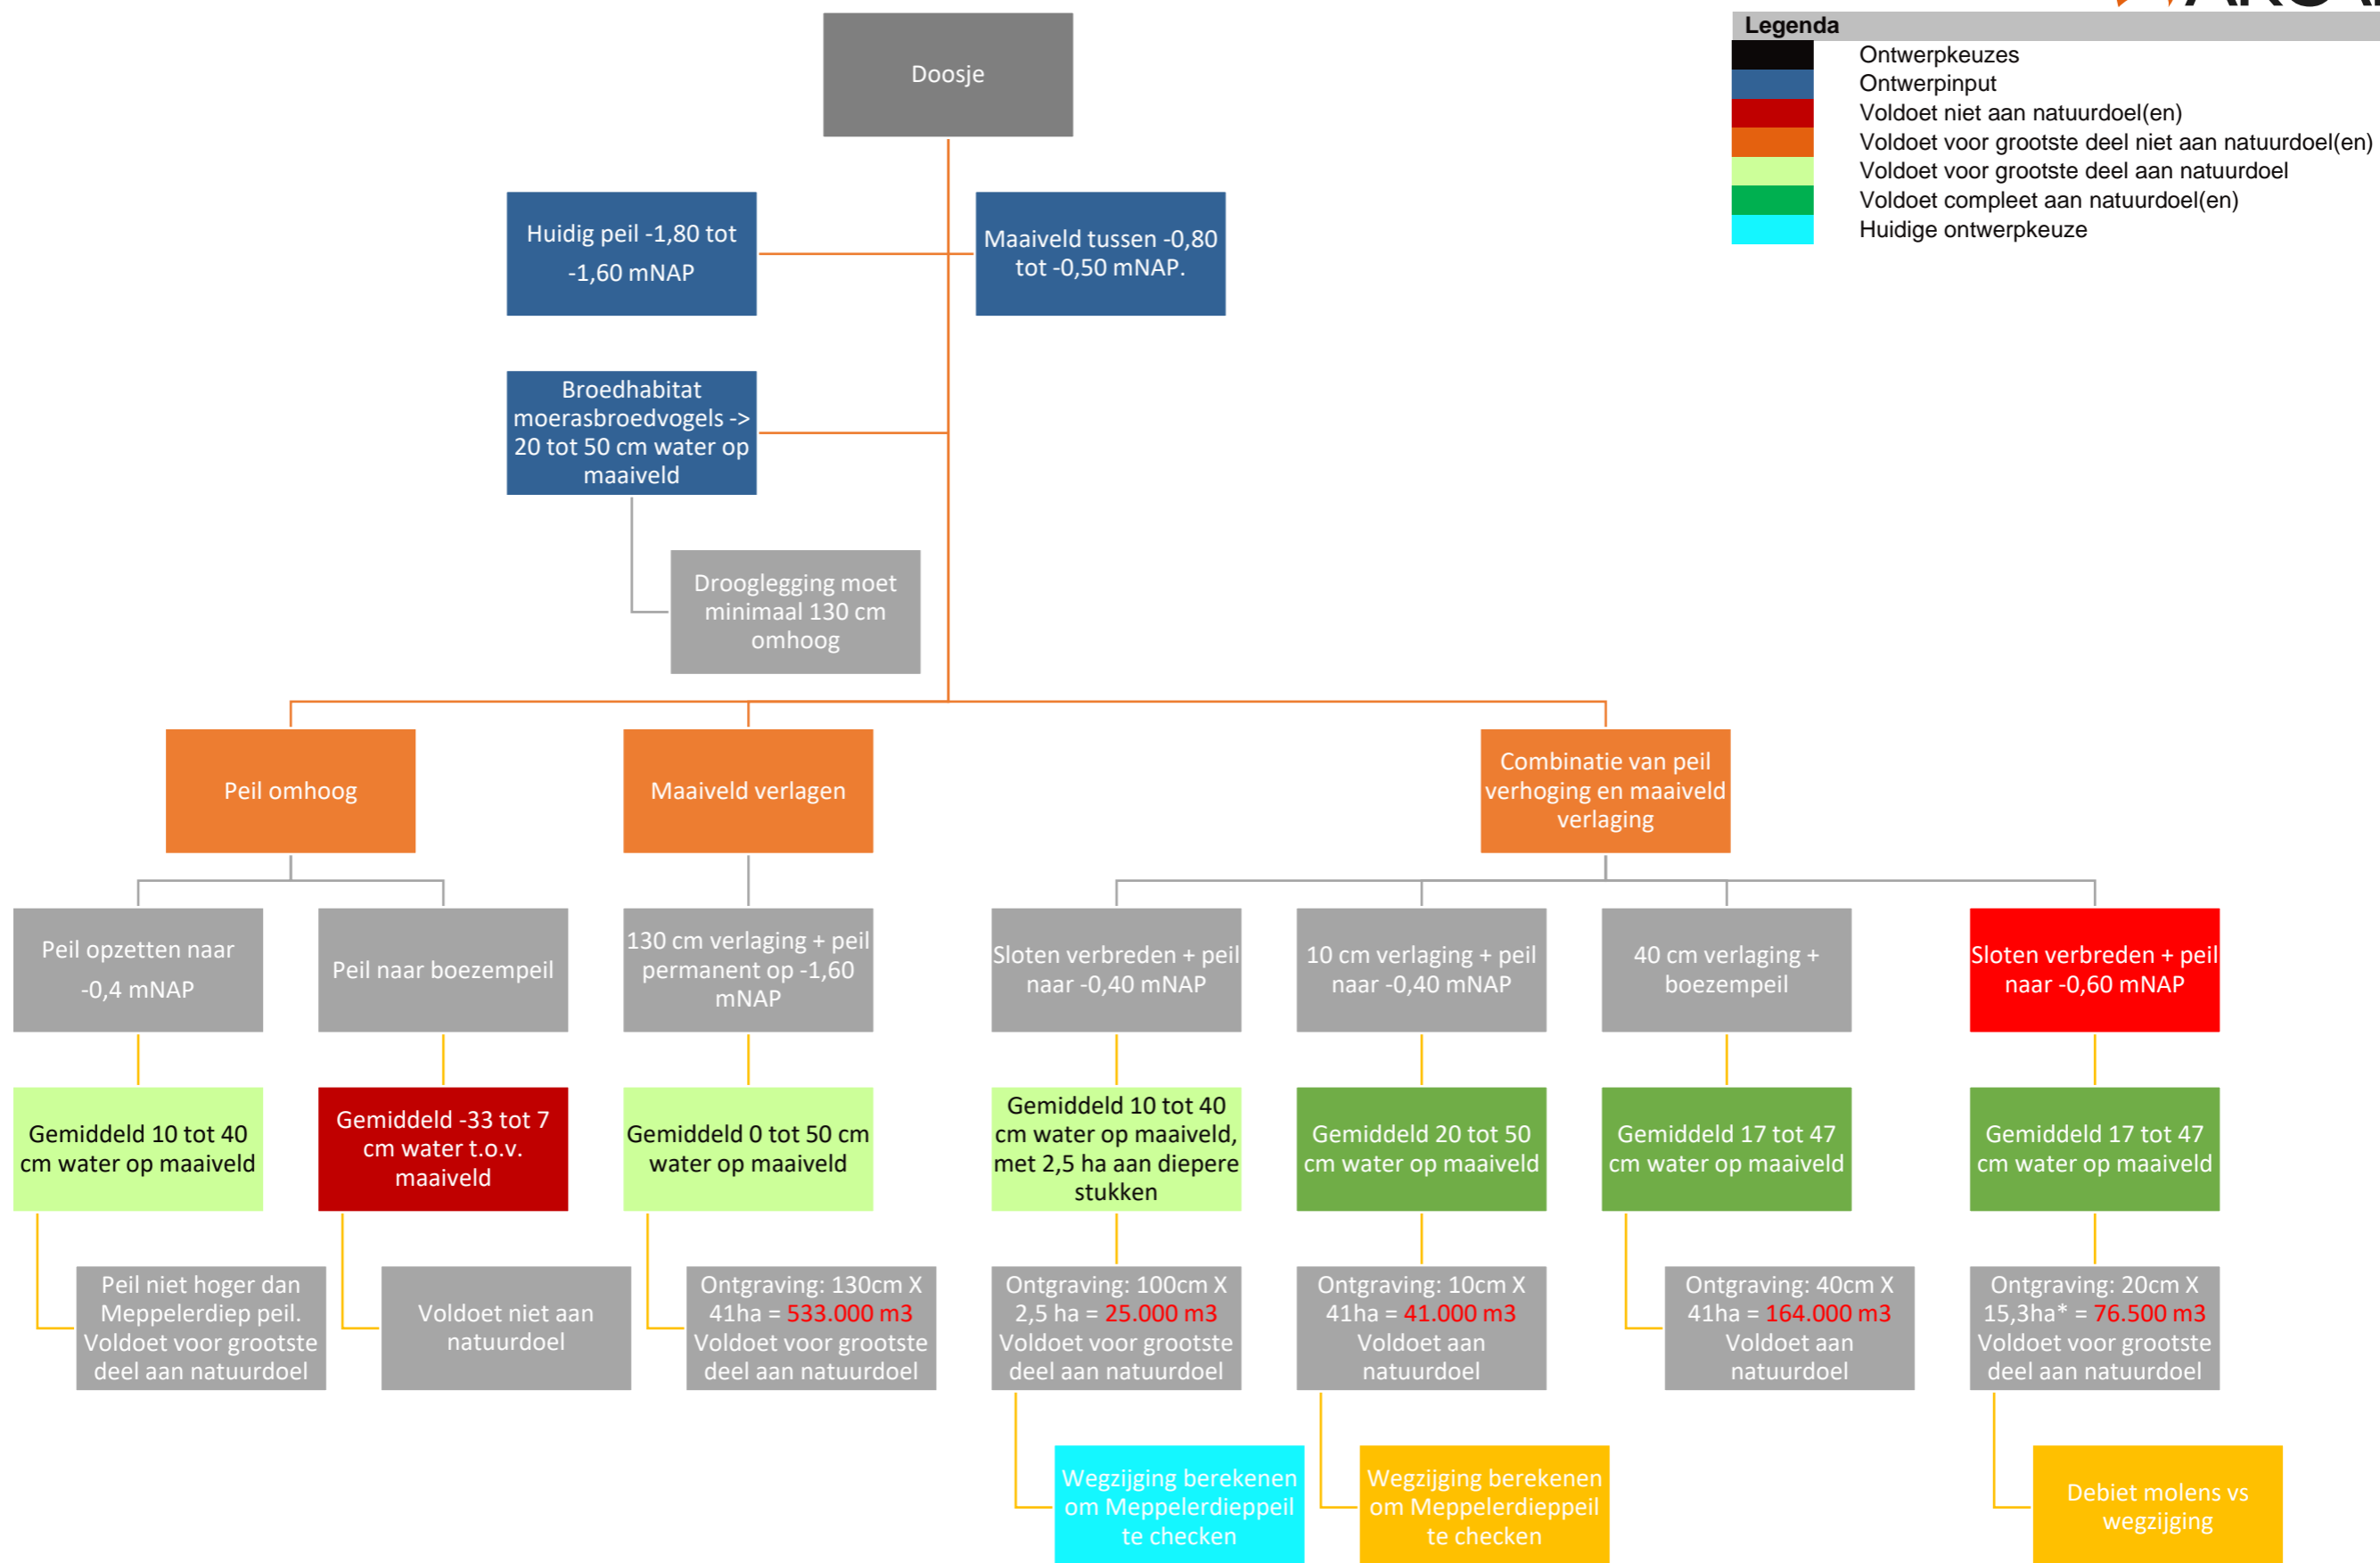 Legenda
Ontwerpkeuzes
Ontwerpinput
Voldoet niet aan natuurdoel(en)
Voldoet voor grootste deel niet aan natuurdoel(en)
Voldoet voor grootste deel aan natuurdoel
Voldoet compleet aan natuurdoel(en)
Huidige ontwerpkeuze
Doosje
Huidig peil -1,80 tot
-1,60 mNAP
Maaiveld tussen -0,80
tot -0,50 mNAP.
Broedhabitat
moerasbroedvogels ->
20 tot 50 cm water op
maaiveld
Drooglegging moet
minimaal 130 cm
omhoog
Peil omhoog
Maaiveld verlagen
Combinatie van peil
verhoging en maaiveld
verlaging
Peil opzetten naar
-0,4 mNAP
Peil naar boezempeil
130 cm verlaging + peil
permanent op -1,60
mNAP
Sloten verbreden + peil
naar -0,40 mNAP
10 cm verlaging + peil
naar -0,40 mNAP
40 cm verlaging +
boezempeil
Sloten verbreden + peil
naar -0,60 mNAP
Gemiddeld 10 tot 40
cm water op maaiveld
Gemiddeld -33 tot 7
cm water t.o.v.
maaiveld
Gemiddeld 0 tot 50 cm
water op maaiveld
Gemiddeld 10 tot 40
cm water op maaiveld,
met 2,5 ha aan diepere
stukken
Gemiddeld 20 tot 50
cm water op maaiveld
Gemiddeld 17 tot 47
cm water op maaiveld
Gemiddeld 17 tot 47
cm water op maaiveld
Peil niet hoger dan
Meppelerdiep peil.
Voldoet voor grootste
deel aan natuurdoel
Voldoet niet aan
natuurdoel
Ontgraving: 130cm X
41ha = 533.000 m3
Voldoet voor grootste
deel aan natuurdoel
Ontgraving: 100cm X
2,5 ha = 25.000 m3
Voldoet voor grootste
deel aan natuurdoel
Ontgraving: 10cm X
41ha = 41.000 m3
Voldoet aan
natuurdoel
Ontgraving: 40cm X
41ha = 164.000 m3
Voldoet aan
natuurdoel
Ontgraving: 20cm X
15,3ha* = 76.500 m3
Voldoet voor grootste
deel aan natuurdoel
Wegzijging berekenen
om Meppelerdieppeil
te checken
Wegzijging berekenen
om Meppelerdieppeil
te checken
Debiet molens vs
wegzijging